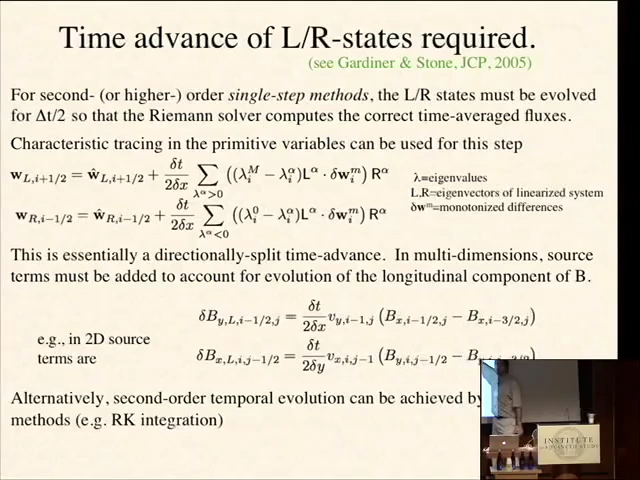 Time advance of L/R-states required.
(see Gardiner & Stone, JCP, 2005)
For second- (or higher-) order single-step methods, the L/R states must be evolved
for Δt/2 so that the Riemann solver computes the correct time-averaged fluxes.
Characteristic tracing in the primitive variables can be used for this step
w_{L,i+1/2} = ŵ_{L,i+1/2} + δt/2δx ∑_{λ^α>0} ((λ_i^M − λ_i^α) L^α · δw_i^m) R^α
w_{R,i−1/2} = ŵ_{R,i−1/2} + δt/2δx ∑_{λ^α<0} ((λ_i^0 − λ_i^α) L^α · δw_i^m) R^α
λ=eigenvalues
L,R=eigenvectors of linearized system
δw^m=monotonized differences
This is essentially a directionally-split time-advance. In multi-dimensions, source
terms must be added to account for evolution of the longitudinal component of B.
e.g., in 2D source
terms are
δB_{y,L,i−1/2,j} = δt/2δx v_{y,i−1,j} (B_{x,i−1/2,j} − B_{x,i−3/2,j})
δB_{x,L,i,j−1/2} = δt/2δy v_{x,i,j−1} (B_{y,i,j−1/2} −
Alternatively, second-order temporal evolution can be achieved by
methods (e.g. RK integration)
INSTITUTE